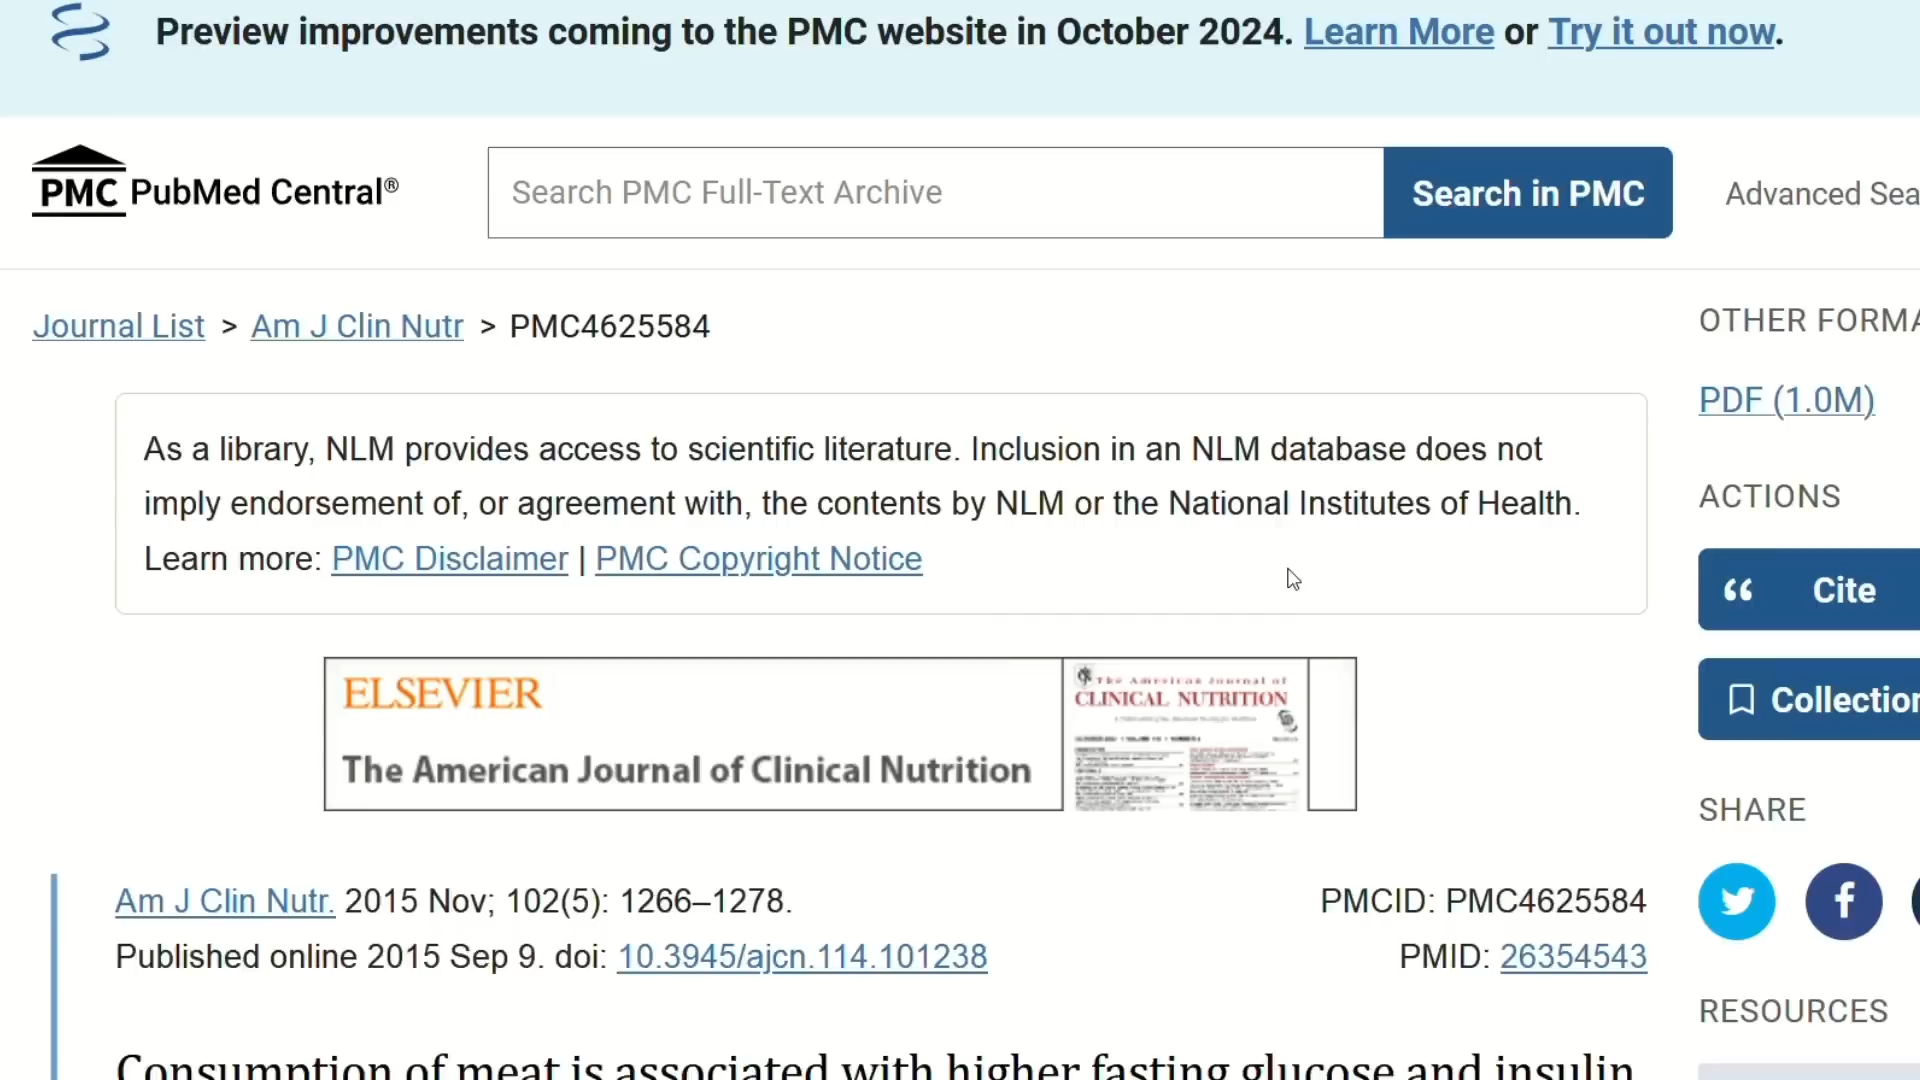 Preview improvements coming to the PMC website in October 2024. Learn More or Try it out now.
PMC PubMed Central®
Search PMC Full-Text Archive
Search in PMC
Advanced Sea
Journal List > Am J Clin Nutr > PMC4625584
OTHER FORMA
PDF (1.0M)
As a library, NLM provides access to scientific literature. Inclusion in an NLM database does not
imply endorsement of, or agreement with, the contents by NLM or the National Institutes of Health.
Learn more: PMC Disclaimer | PMC Copyright Notice
ACTIONS
Cite
Collection
ELSEVIER
The American Journal of Clinical Nutrition
The American Journal of
CLINICAL NUTRITION
SHARE
Am J Clin Nutr. 2015 Nov; 102(5): 1266–1278.
PMCID: PMC4625584
Published online 2015 Sep 9. doi: 10.3945/ajcn.114.101238
PMID: 26354543
RESOURCES
Consumption of meat is associated with higher fasting glucose and insulin